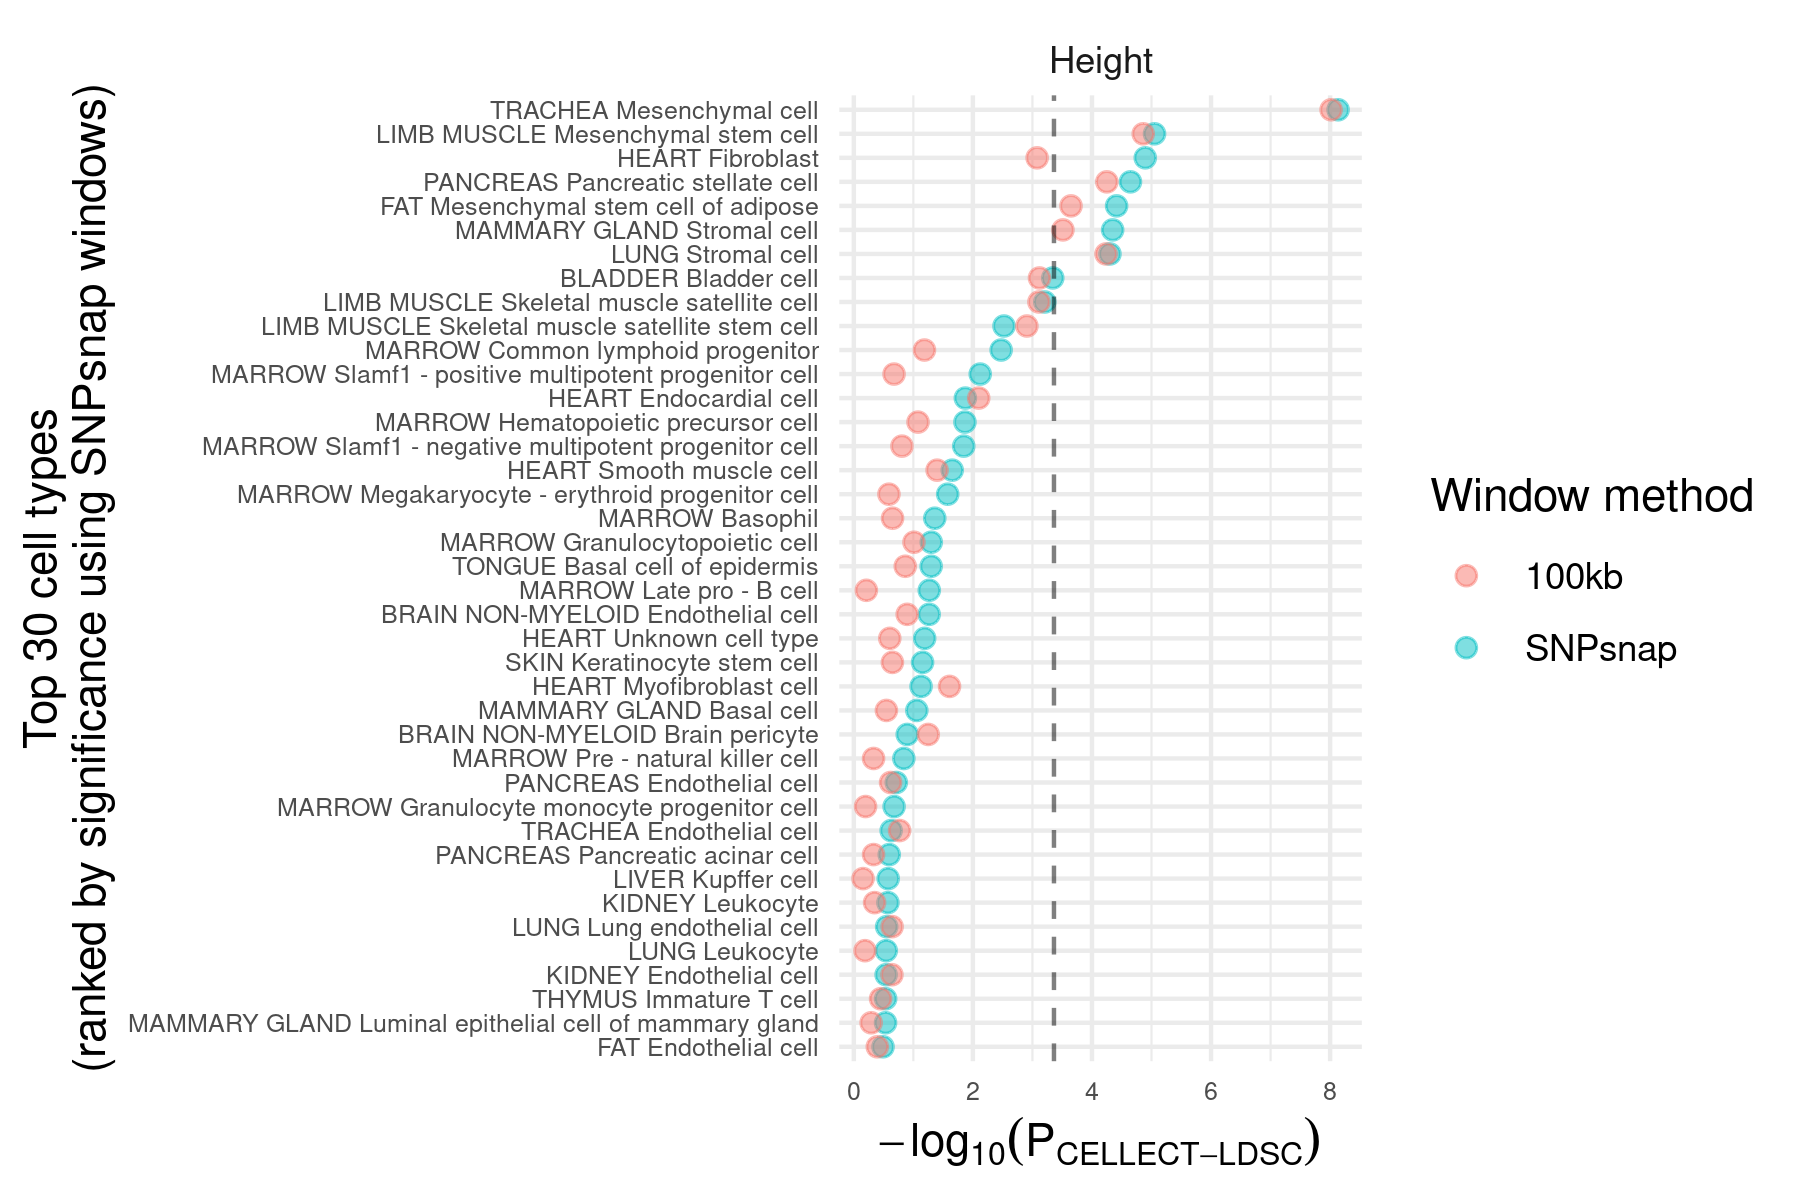 Height
Top 30 cell types
(ranked by significance using SNPsnap windows)
TRACHEA Mesenchymal cell
LIMB MUSCLE Mesenchymal stem cell
HEART Fibroblast
PANCREAS Pancreatic stellate cell
FAT Mesenchymal stem cell of adipose
MAMMARY GLAND Stromal cell
LUNG Stromal cell
BLADDER Bladder cell
LIMB MUSCLE Skeletal muscle satellite cell
LIMB MUSCLE Skeletal muscle satellite stem cell
MARROW Common lymphoid progenitor
MARROW Slamf1 - positive multipotent progenitor cell
HEART Endocardial cell
MARROW Hematopoietic precursor cell
MARROW Slamf1 - negative multipotent progenitor cell
HEART Smooth muscle cell
MARROW Megakaryocyte - erythroid progenitor cell
MARROW Basophil
MARROW Granulocytopoietic cell
TONGUE Basal cell of epidermis
MARROW Late pro - B cell
BRAIN NON-MYELOID Endothelial cell
HEART Unknown cell type
SKIN Keratinocyte stem cell
HEART Myofibroblast cell
MAMMARY GLAND Basal cell
BRAIN NON-MYELOID Brain pericyte
MARROW Pre - natural killer cell
PANCREAS Endothelial cell
MARROW Granulocyte monocyte progenitor cell
TRACHEA Endothelial cell
PANCREAS Pancreatic acinar cell
LIVER Kupffer cell
KIDNEY Leukocyte
LUNG Lung endothelial cell
LUNG Leukocyte
KIDNEY Endothelial cell
THYMUS Immature T cell
MAMMARY GLAND Luminal epithelial cell of mammary gland
FAT Endothelial cell
0 2 4 6 8
−log10(PCELLECT−LDSC)
Window method
100kb
SNPsnap